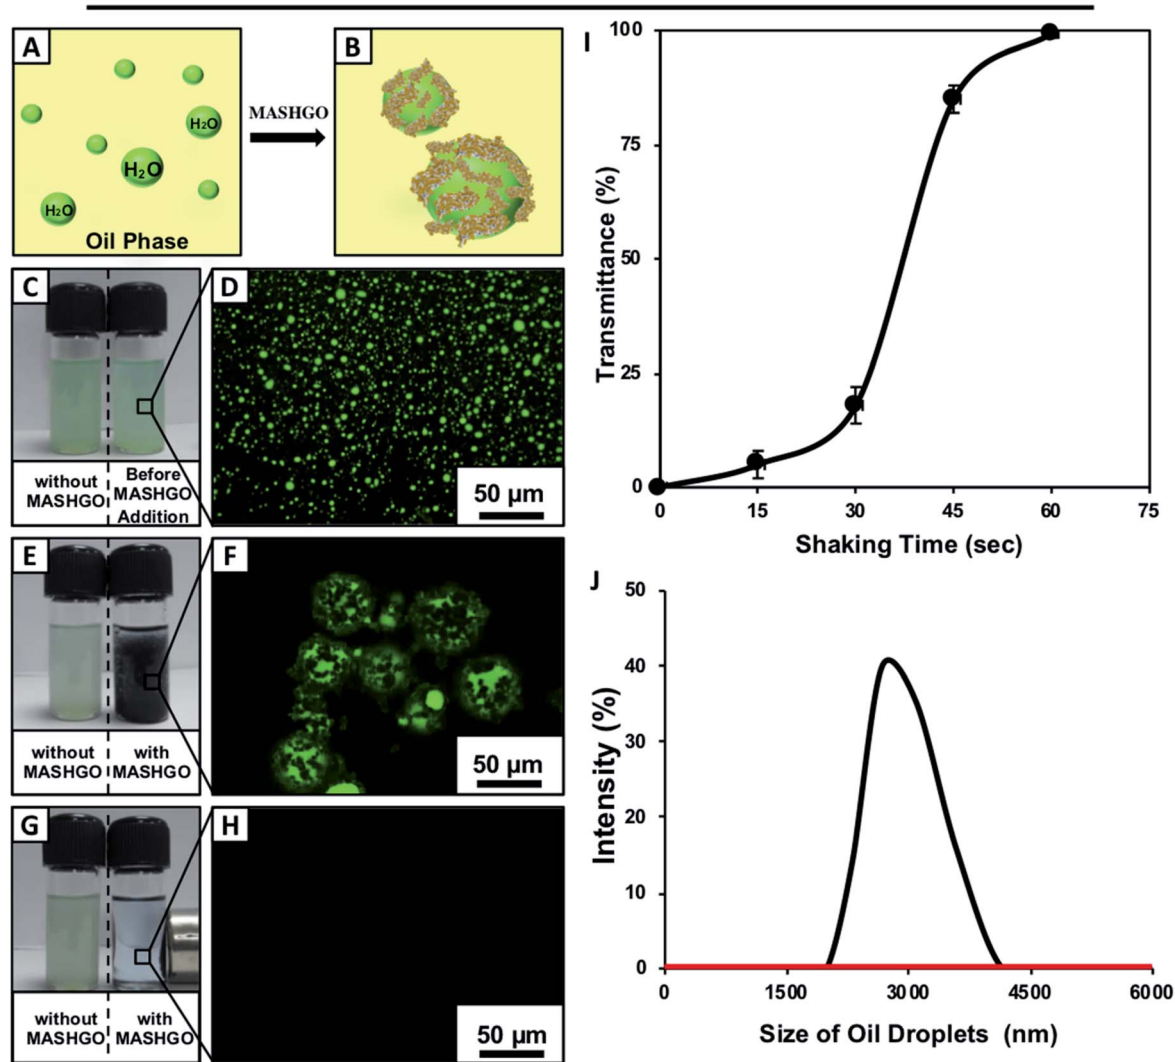 A
H₂O
H₂O
H₂O
Oil Phase
MASHGO
B
C
without
MASHGO
Before
MASHGO
Addition
D
50 µm
E
without
MASHGO
with
MASHGO
F
50 µm
G
without
MASHGO
with
MASHGO
H
50 µm
I
100
75
50
25
0
Transmittance (%)
0 15 30 45 60 75
Shaking Time (sec)
J
50
40
30
20
10
0
Intensity (%)
0 1500 3000 4500 6000
Size of Oil Droplets (nm)